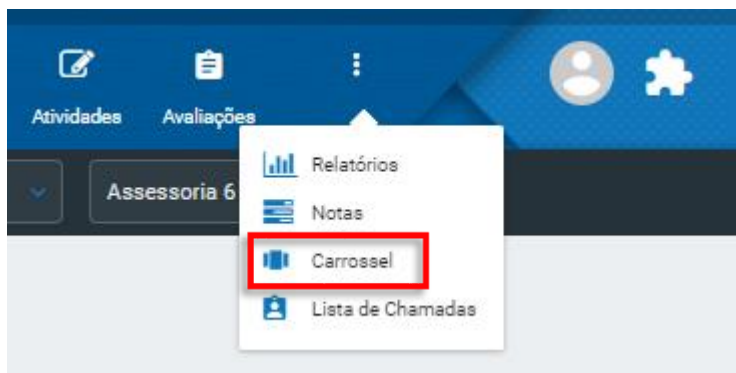 Atividades
Avaliações
Relatórios
Assessoria 6
Notas
Carrossel
Lista de Chamadas